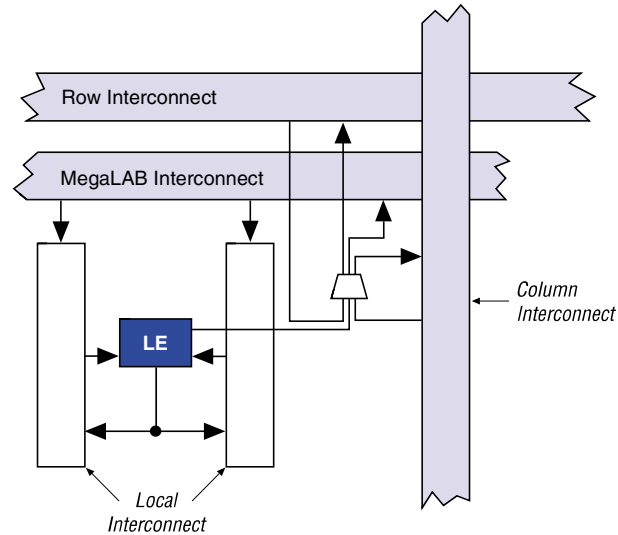 Row Interconnect
MegaLAB Interconnect
LE
Column
Interconnect
Local
Interconnect